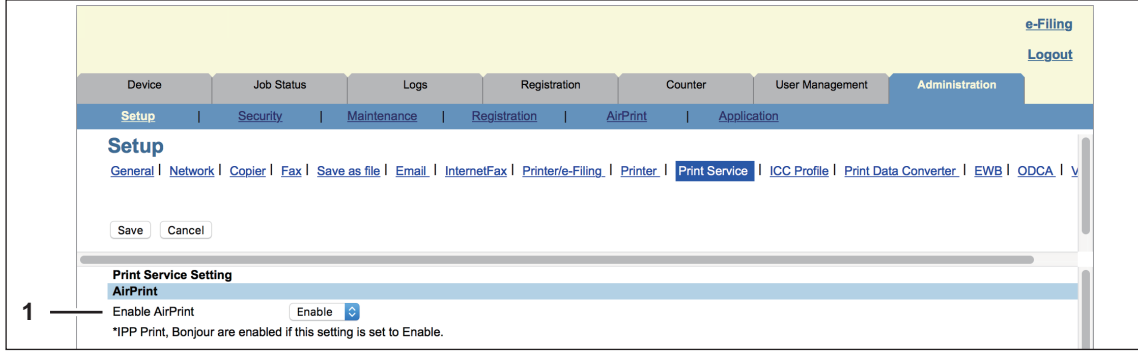 e-Filing
Logout
Device Job Status Logs Registration Counter User Management Administration
Setup | Security | Maintenance | Registration | AirPrint | Application
Setup
General | Network | Copier | Fax | Save as file | Email | InternetFax | Printer/e-Filing | Printer | Print Service | ICC Profile | Print Data Converter | EWB | ODCA | V
Save Cancel
Print Service Setting
AirPrint
1 Enable AirPrint Enable
*IPP Print, Bonjour are enabled if this setting is set to Enable.